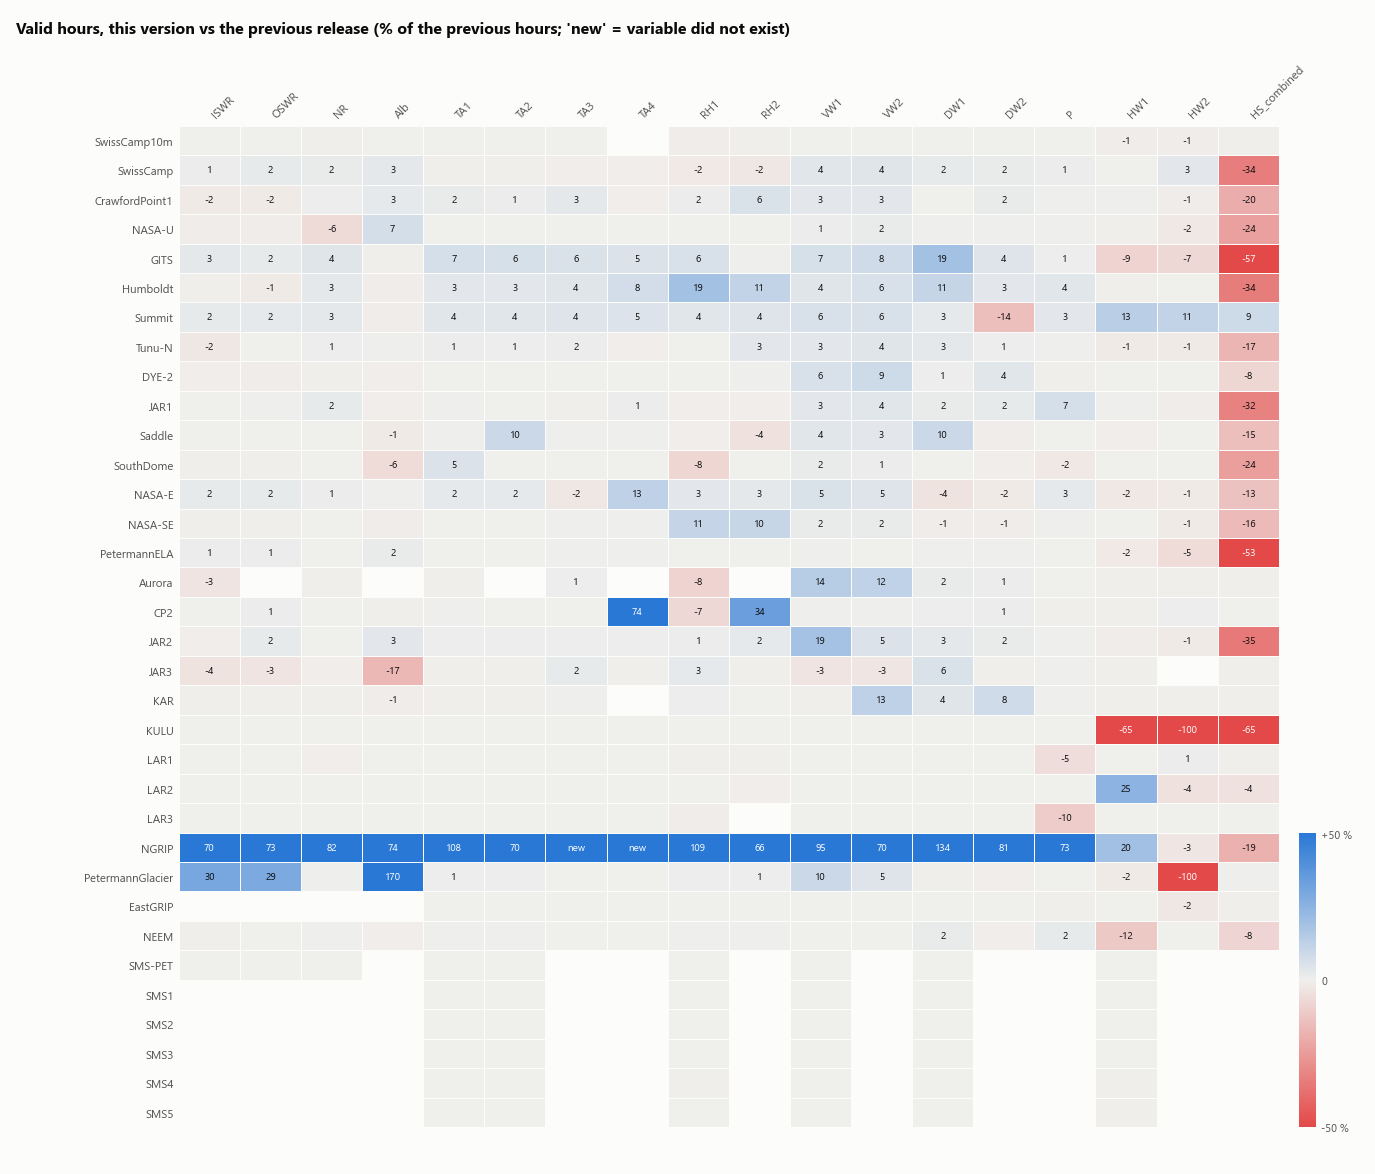 Valid hours, this version vs the previous release (% of the previous hours; 'new' = variable did not exist)
ISWR OSWR NR Alb TA1 TA2 TA3 TA4 RH1 RH2 VW1 VW2 DW1 DW2 P HW1 HW2 HS_combined
SwissCamp10m -1 -1
SwissCamp 1 2 2 3 -2 -2 4 4 2 2 1 3 -34
CrawfordPoint1 -2 -2 3 2 1 3 2 6 3 3 2 -1 -20
NASA-U -6 7 1 2 -2 -24
GITS 3 2 4 7 6 6 5 6 7 8 19 4 1 -9 -7 -57
Humboldt -1 3 3 3 4 8 19 11 4 6 11 3 4 -34
Summit 2 2 3 4 4 4 5 4 4 6 6 3 -14 3 13 11 9
Tunu-N -2 1 1 1 2 3 3 4 3 1 -1 -1 -17
DYE-2 6 9 1 4 -8
JAR1 2 1 3 4 2 2 7 -32
Saddle -1 10 -4 4 3 10 -15
SouthDome -6 5 -8 2 1 -2 -24
NASA-E 2 2 1 2 2 -2 13 3 3 5 5 -4 -2 3 -2 -1 -13
NASA-SE 11 10 2 2 -1 -1 -1 -16
PetermannELA 1 1 2 -2 -5 -53
Aurora -3 1 -8 14 12 2 1
CP2 1 74 -7 34 1
JAR2 2 3 1 2 19 5 3 2 -1 -35
JAR3 -4 -3 -17 2 3 -3 -3 6
KAR -1 13 4 8
KULU -65 -100 -65
LAR1 -5 1
LAR2 25 -4 -4
LAR3 -10
NGRIP 70 73 82 74 108 70 new new 109 66 95 70 134 81 73 20 -3 -19
+50 %
PetermannGlacier 30 29 170 1 1 10 5 -2 -100
EastGRIP -2
NEEM 2 2 -12 -8
SMS-PET
0
SMS1
SMS2
SMS3
SMS4
SMS5
-50 %